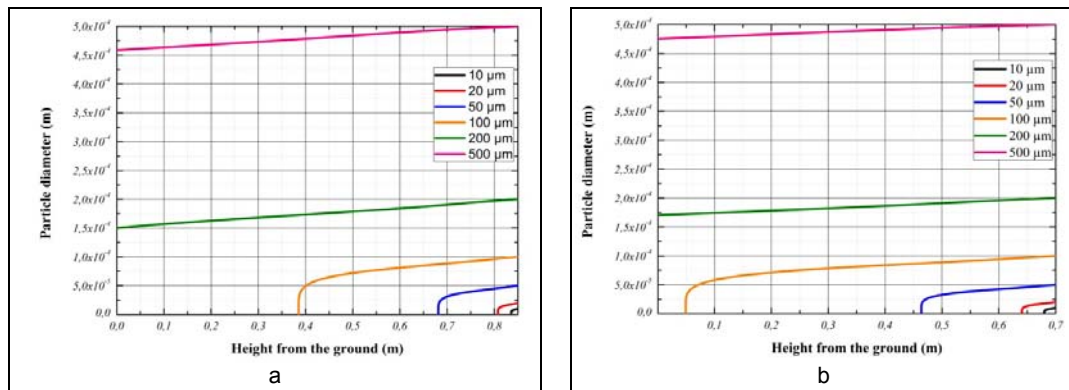 5,0x10⁻⁴
4,5x10⁻⁴
4,0x10⁻⁴
3,5x10⁻⁴
3,0x10⁻⁴
2,5x10⁻⁴
2,0x10⁻⁴
1,5x10⁻⁴
1,0x10⁻⁴
5,0x10⁻⁵
0,0
Particle diameter (m)
10 µm
20 µm
50 µm
100 µm
200 µm
500 µm
0,0 0,1 0,2 0,3 0,4 0,5 0,6 0,7 0,8
Height from the ground (m)
a
5,0x10⁻⁴
4,5x10⁻⁴
4,0x10⁻⁴
3,5x10⁻⁴
3,0x10⁻⁴
2,5x10⁻⁴
2,0x10⁻⁴
1,5x10⁻⁴
1,0x10⁻⁴
5,0x10⁻⁵
0,0
Particle diameter (m)
10 µm
20 µm
50 µm
100 µm
200 µm
500 µm
0,1 0,2 0,3 0,4 0,5 0,6 0,7
Height from the ground (m)
b